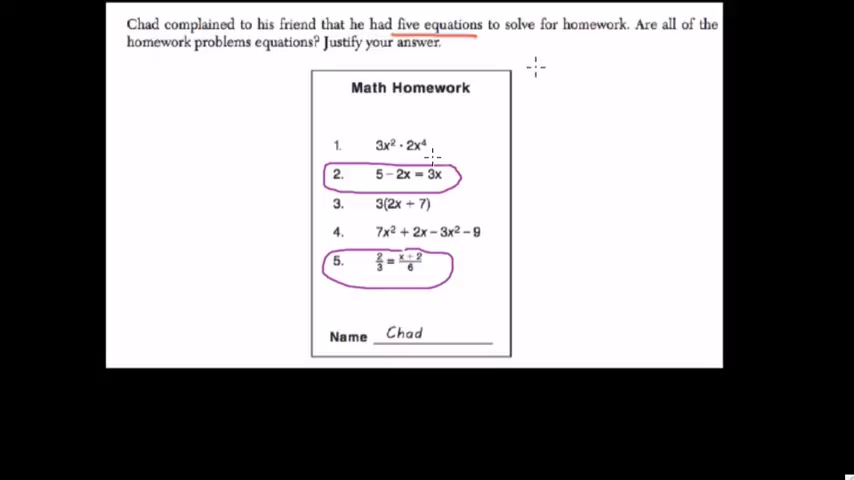 Chad complained to his friend that he had five equations to solve for homework. Are all of the
homework problems equations? Justify your answer.
Math Homework
1. 3x² · 2x⁴
2. 5 – 2x = 3x
3. 3(2x + 7)
4. 7x² + 2x – 3x² – 9
5. 2/3 = x + 2/6
Name Chad